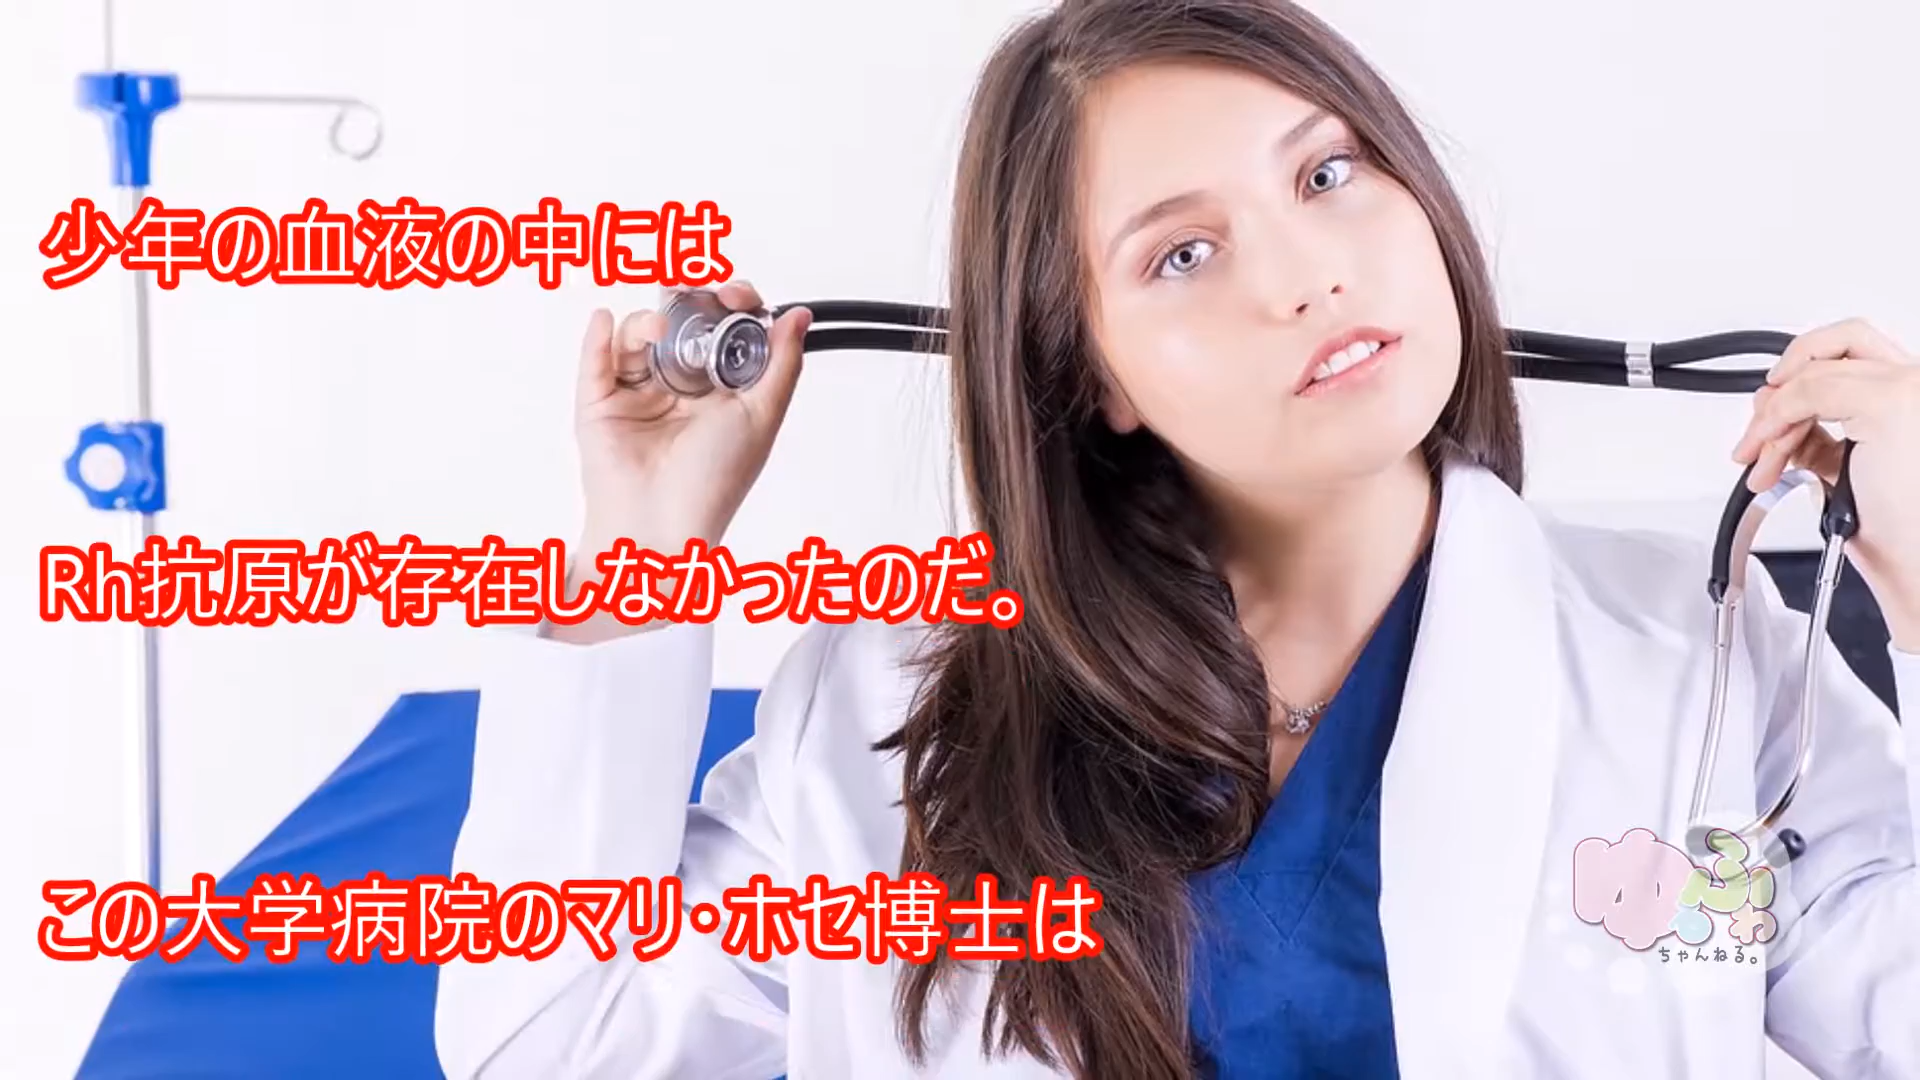 少年の血液の中には
Rh抗原が存在しなかったのだ。
この大学病院のマリ・ホセ博士は
ゆるふわ
ちゃんねる。